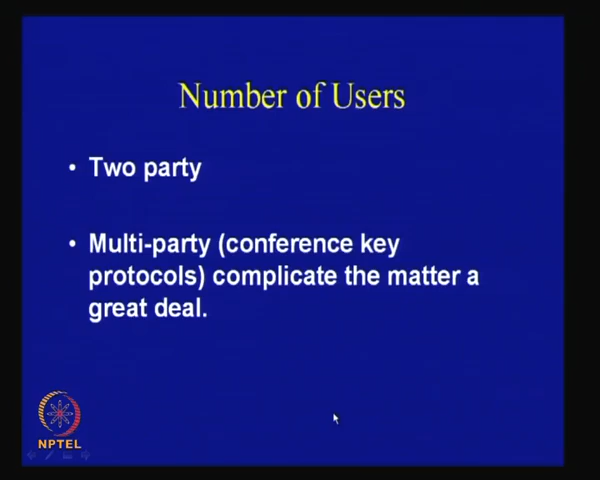 Number of Users
• Two party
• Multi-party (conference key
protocols) complicate the matter a
great deal.
NPTEL